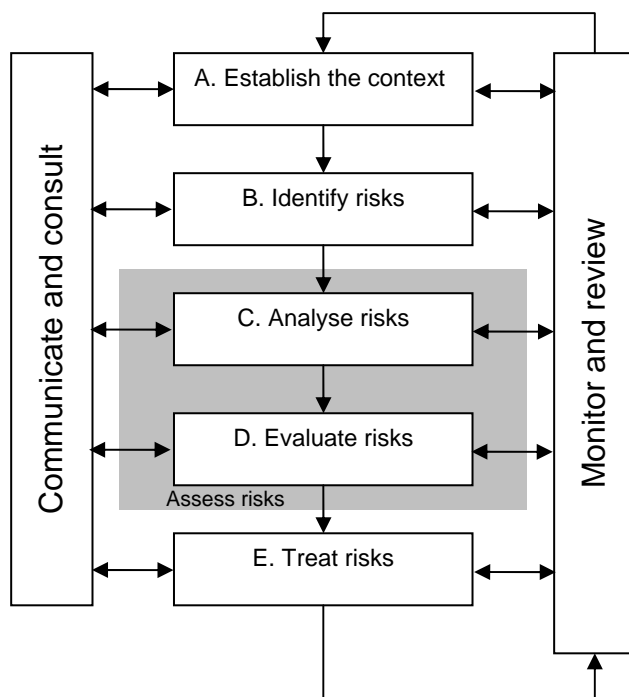 A. Establish the context
B. Identify risks
C. Analyse risks
D. Evaluate risks
Assess risks
E. Treat risks
Communicate and consult
Monitor and review